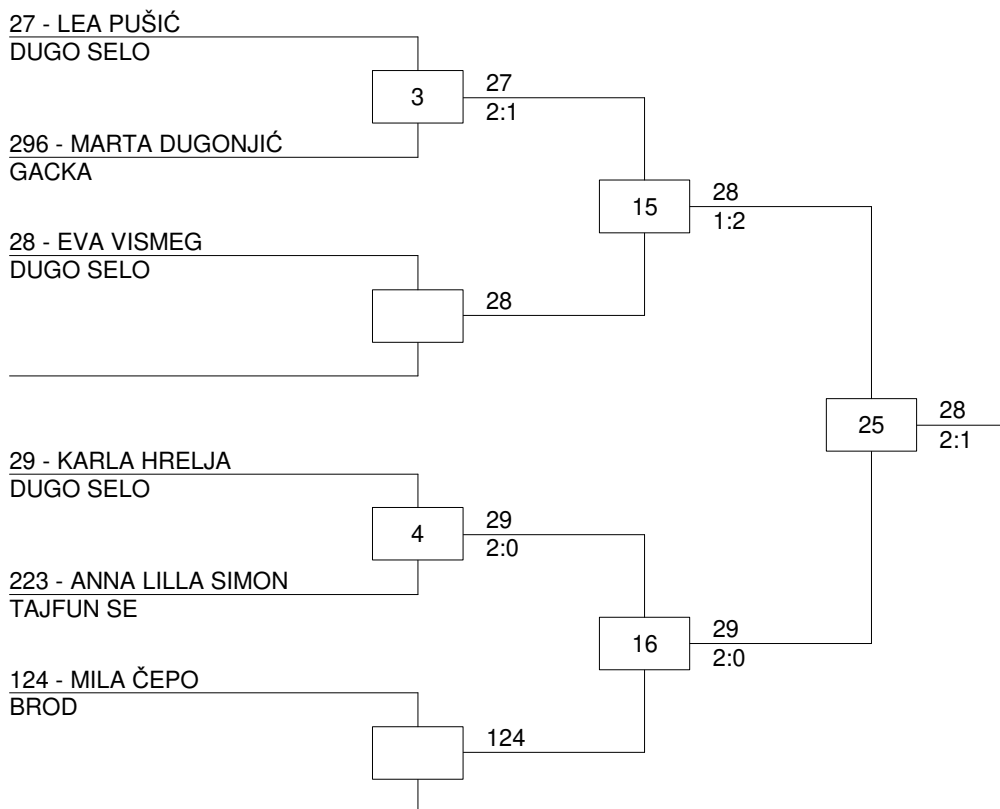 27 - LEA PUŠIĆ
DUGO SELO
3
27
2:1
296 - MARTA DUGONJIĆ
GACKA
15
28
1:2
28 - EVA VISMEG
DUGO SELO
28
25
28
2:1
29 - KARLA HRELJA
DUGO SELO
4
29
2:0
223 - ANNA LILLA SIMON
TAJFUN SE
16
29
2:0
124 - MILA ČEPO
BROD
124